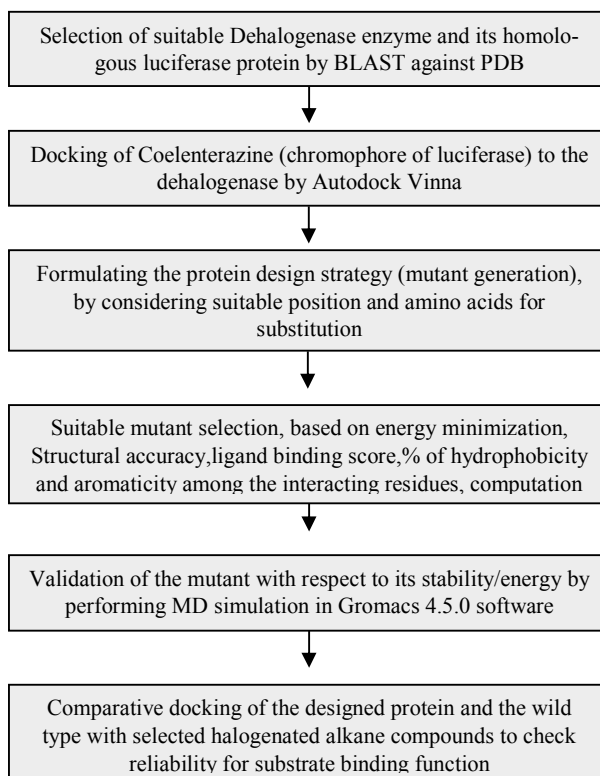 Selection of suitable Dehalogenase enzyme and its homolo-
gous luciferase protein by BLAST against PDB
Docking of Coelenterazine (chromophore of luciferase) to the
dehalogenase by Autodock Vinna
Formulating the protein design strategy (mutant generation),
by considering suitable position and amino acids for
substitution
Suitable mutant selection, based on energy minimization,
Structural accuracy,ligand binding score,% of hydrophobicity
and aromaticity among the interacting residues, computation
Validation of the mutant with respect to its stability/energy by
performing MD simulation in Gromacs 4.5.0 software
Comparative docking of the designed protein and the wild
type with selected halogenated alkane compounds to check
reliability for substrate binding function